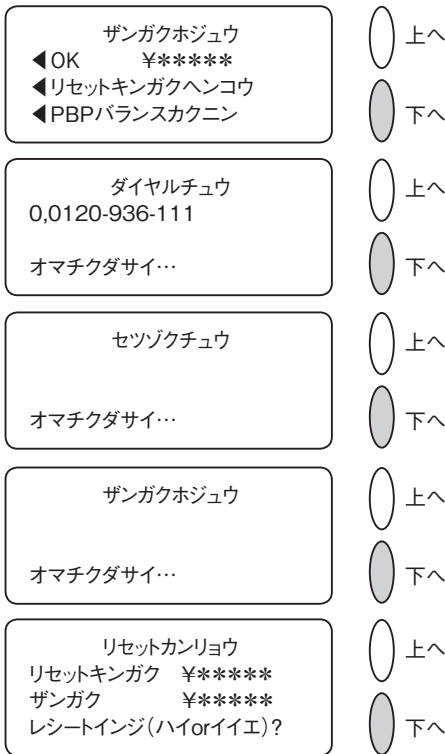 ザンガクホジュウ
◀OK ¥*****
◀リセットキンガクヘンコウ
◀PBPバランスカクニン
上へ
下へ
ダイヤルチュウ
0,0120-936-111
オマチクダサイ…
上へ
下へ
セツゾクチュウ
オマチクダサイ…
上へ
下へ
ザンガクホジュウ
オマチクダサイ…
上へ
下へ
リセットカンリョウ
リセットキンガク ¥*****
ザンガク ¥*****
レシートインジ(ハイorイイエ)?
上へ
下へ